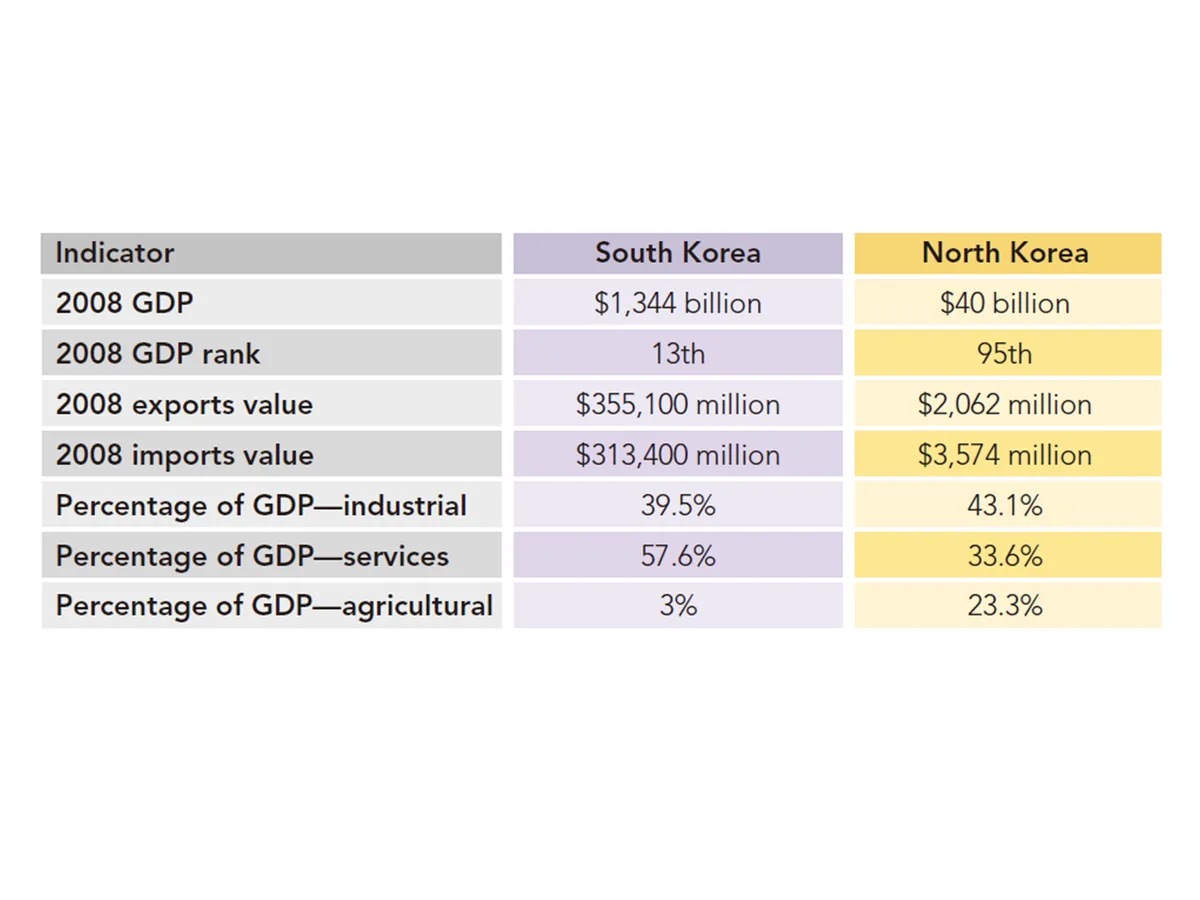 Indicator South Korea North Korea
2008 GDP $1,344 billion $40 billion
2008 GDP rank 13th 95th
2008 exports value $355,100 million $2,062 million
2008 imports value $313,400 million $3,574 million
Percentage of GDP—industrial 39.5% 43.1%
Percentage of GDP—services 57.6% 33.6%
Percentage of GDP—agricultural 3% 23.3%